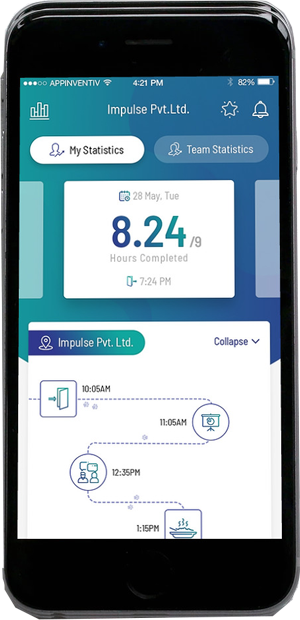 APPINVENTIV 4:21 PM 82%
Impulse Pvt.Ltd.
My Statistics Team Statistics
28 May, Tue
8.24/9
Hours Completed
7:24 PM
Impulse Pvt. Ltd. Collapse
10:05AM
11:05AM
12:35PM
1:15PM